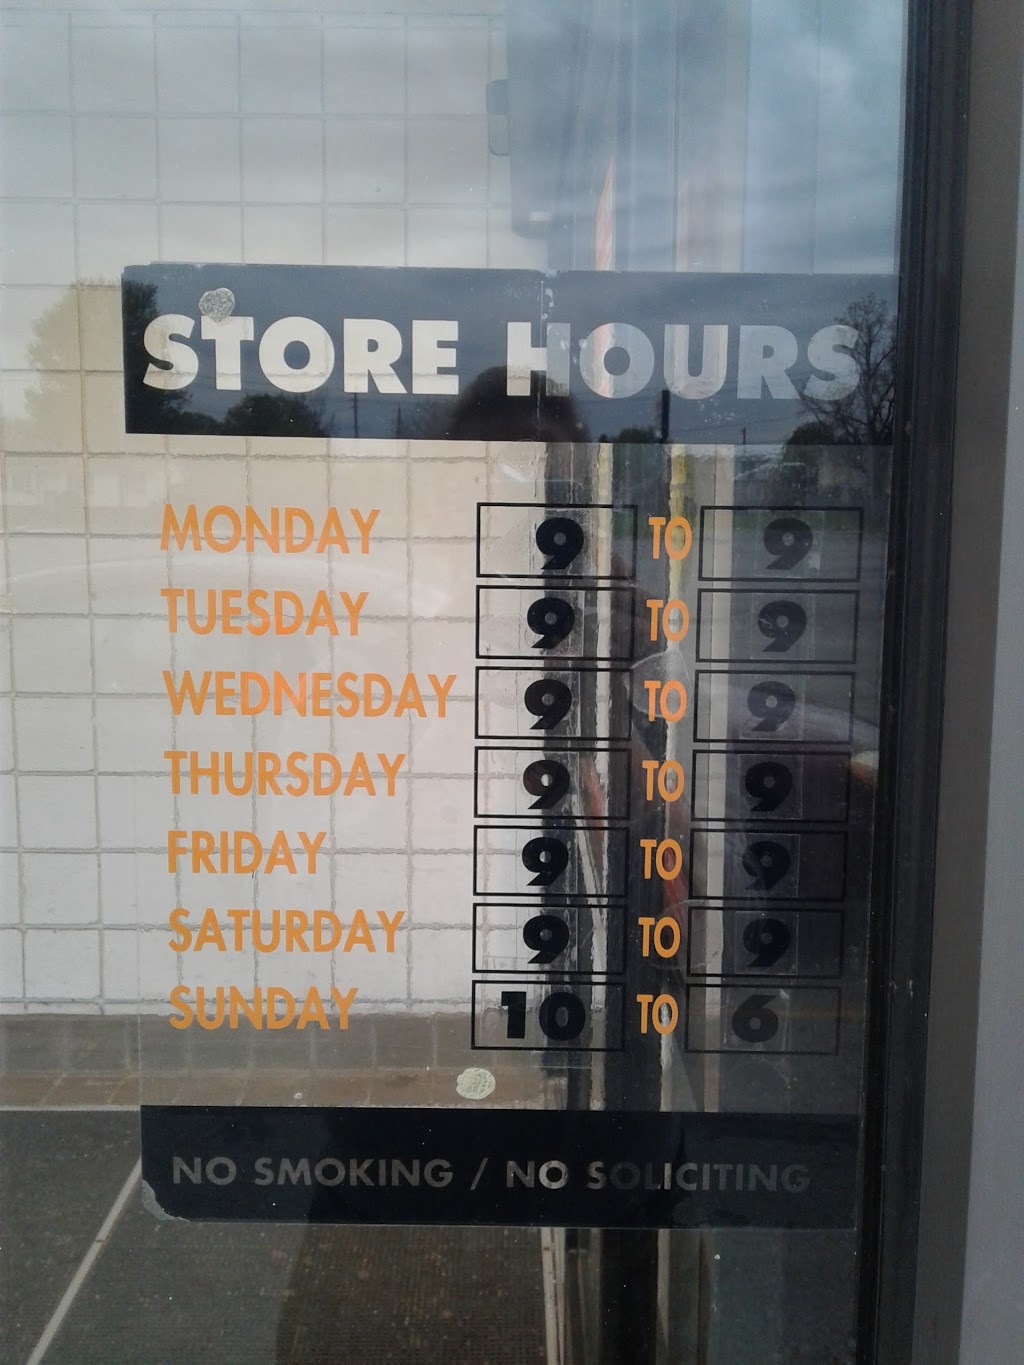 STORE HOURS
MONDAY 9 TO 9
TUESDAY 9 TO 9
WEDNESDAY 9 TO 9
THURSDAY 9 TO 9
FRIDAY 9 TO 9
SATURDAY 9 TO 9
SUNDAY 10 TO 6
NO SMOKING / NO SOLICITING